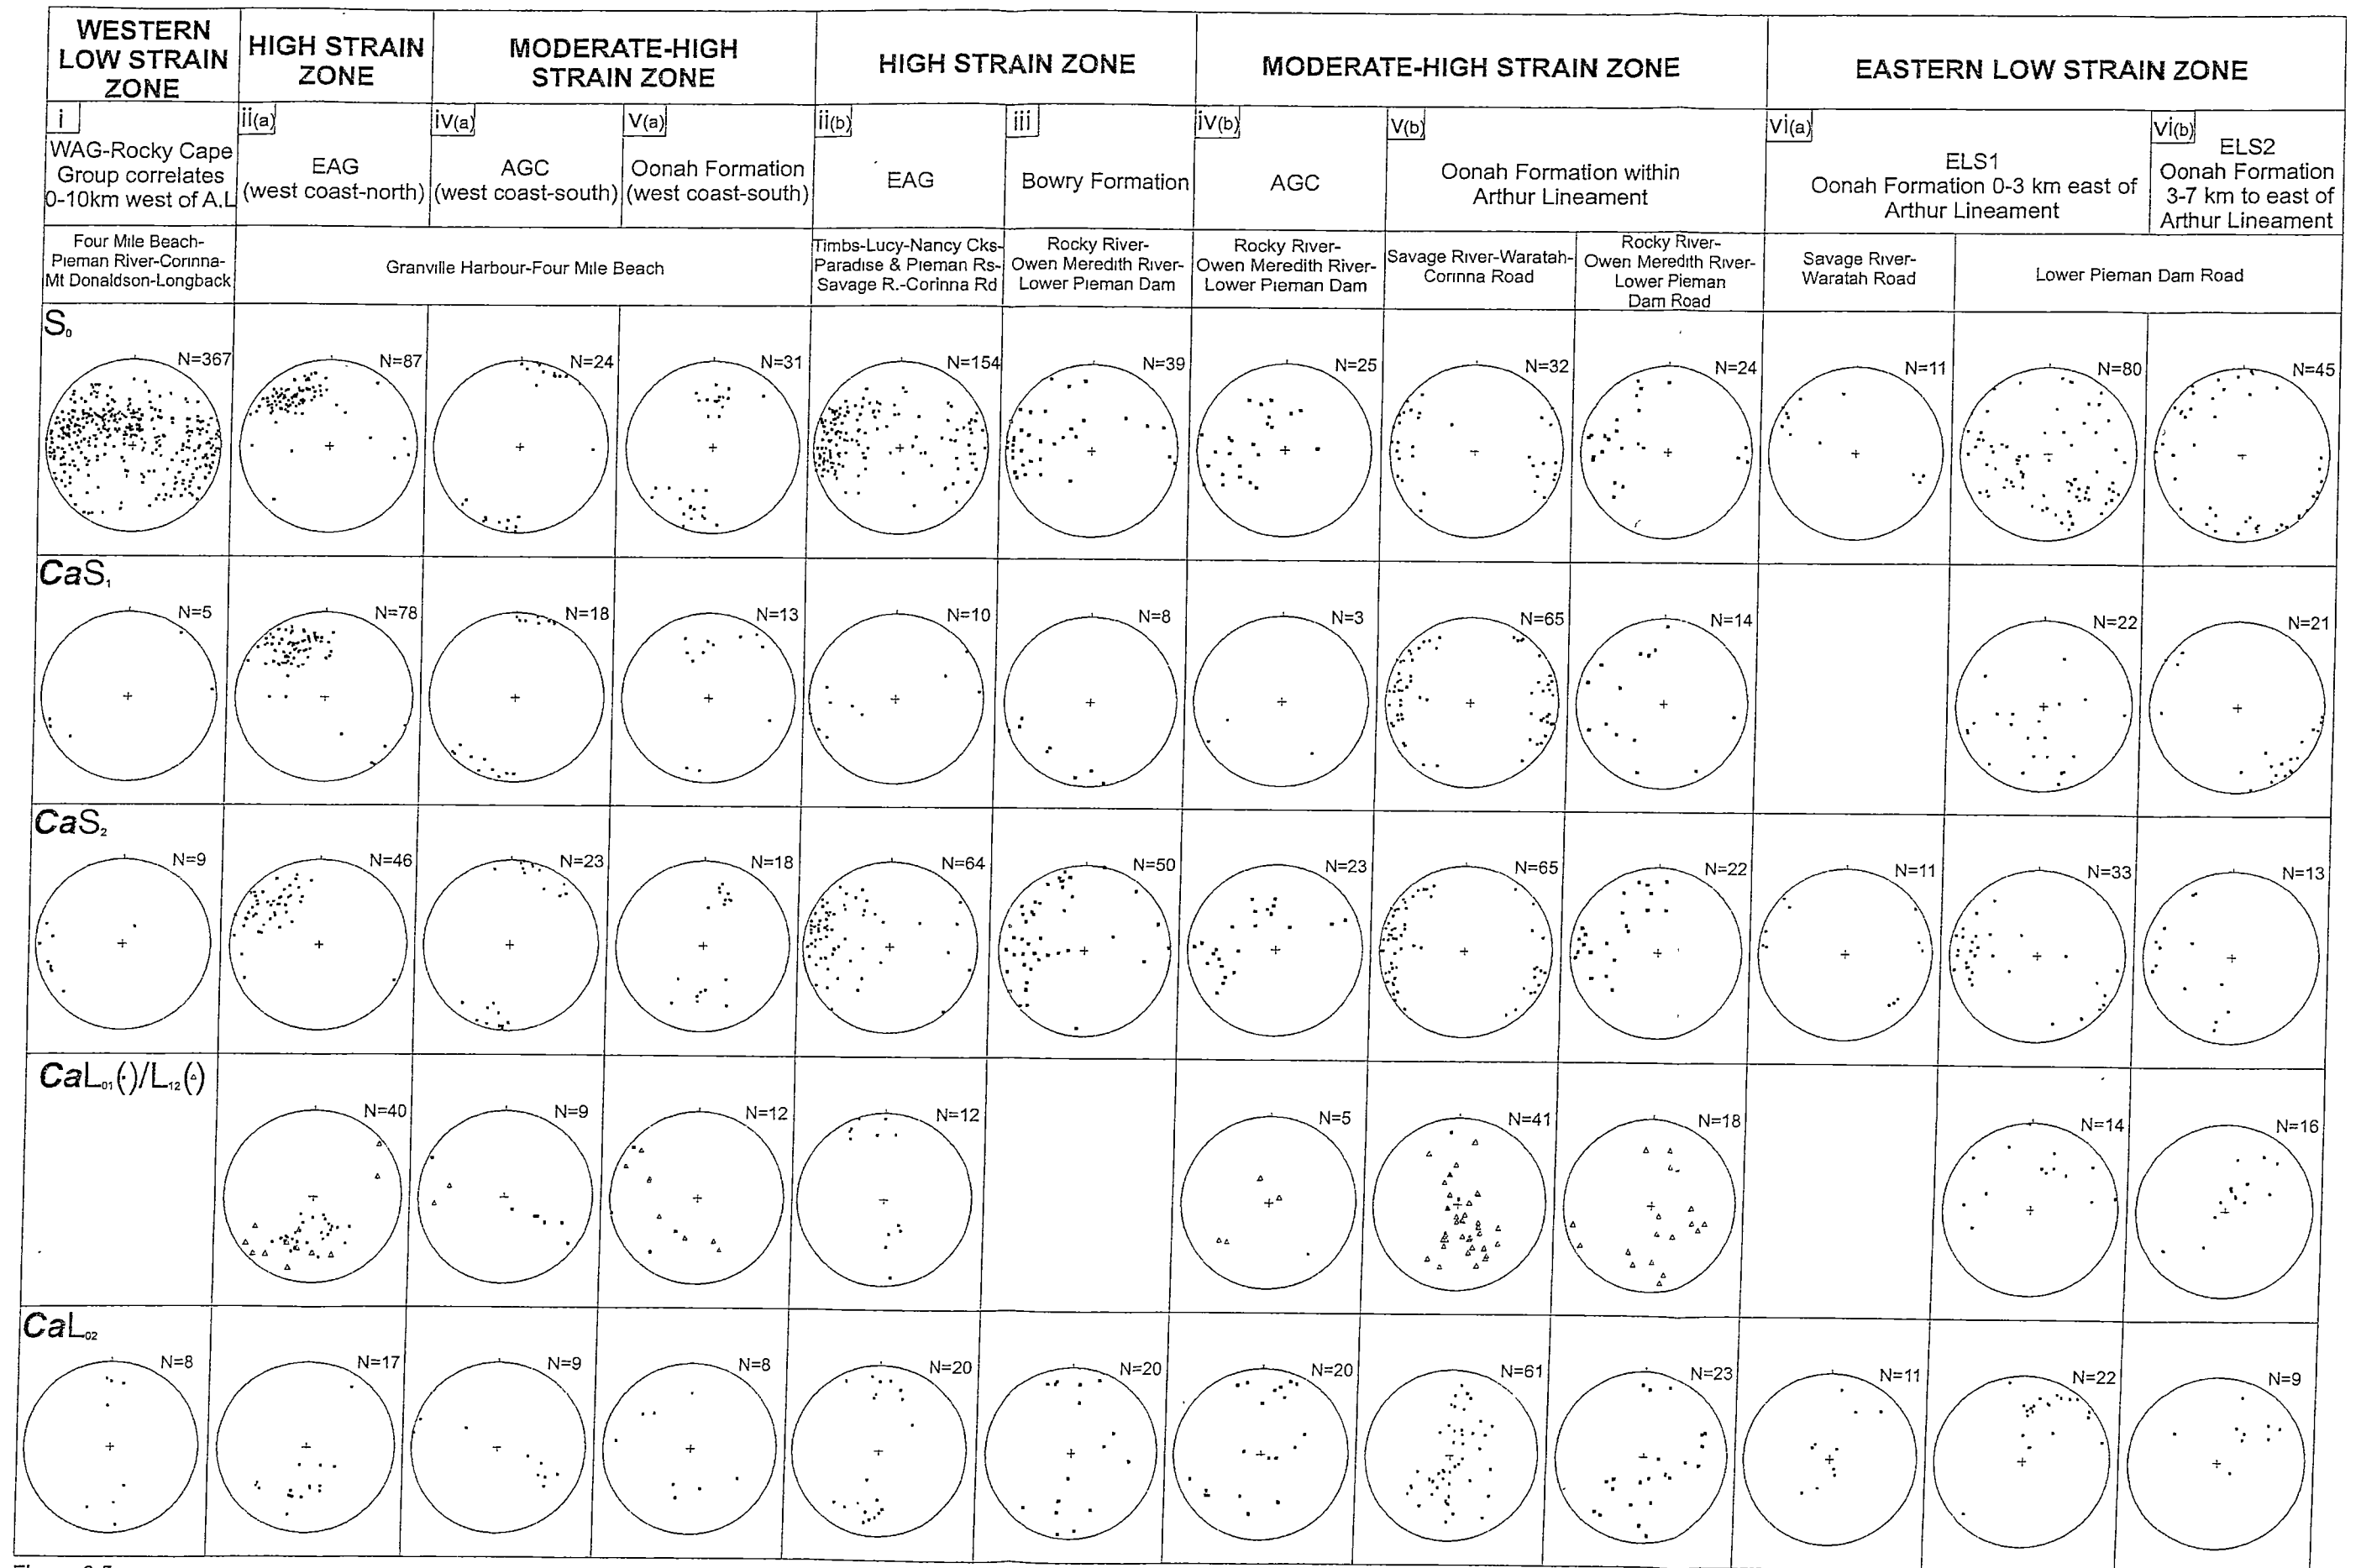 WESTERN
LOW STRAIN
ZONE
HIGH STRAIN
ZONE
MODERATE-HIGH
STRAIN ZONE
HIGH STRAIN ZONE
MODERATE-HIGH STRAIN ZONE
EASTERN LOW STRAIN ZONE
i
WAG-Rocky Cape
Group correlates
0-10km west of A.L
ii(a)
EAG
(west coast-north)
iv(a)
AGC
(west coast-south)
v(a)
Oonah Formation
(west coast-south)
ii(b)
EAG
iii
Bowry Formation
iv(b)
AGC
v(b)
Oonah Formation within
Arthur Lineament
vi(a)
ELS1
Oonah Formation 0-3 km east of
Arthur Lineament
vi(b)
ELS2
Oonah Formation
3-7 km to east of
Arthur Lineament
Four Mile Beach-
Pieman River-Corinna-
Mt Donaldson-Longback
Granville Harbour-Four Mile Beach
Timbs-Lucy-Nancy Cks-
Paradise & Pieman Rs-
Savage R.-Corinna Rd
Rocky River-
Owen Meredith River-
Lower Pieman Dam
Rocky River-
Owen Meredith River-
Lower Pieman Dam
Savage River-Waratah-
Corinna Road
Rocky River-
Owen Meredith River-
Lower Pieman
Dam Road
Savage River-
Waratah Road
Lower Pieman Dam Road
S₀
N=367
N=87
N=24
N=31
N=154
N=39
N=25
N=32
N=24
N=11
N=80
N=45
CaS₁
N=5
N=78
N=18
N=13
N=10
N=8
N=3
N=65
N=14
N=22
N=21
CaS₂
N=9
N=46
N=23
N=18
N=64
N=50
N=23
N=65
N=22
N=11
N=33
N=13
CaL₀₁(·)/L₁₂(▵)
N=40
N=9
N=12
N=12
N=5
N=41
N=18
N=14
N=16
CaL₀₂
N=8
N=17
N=9
N=8
N=20
N=20
N=20
N=61
N=23
N=11
N=22
N=9